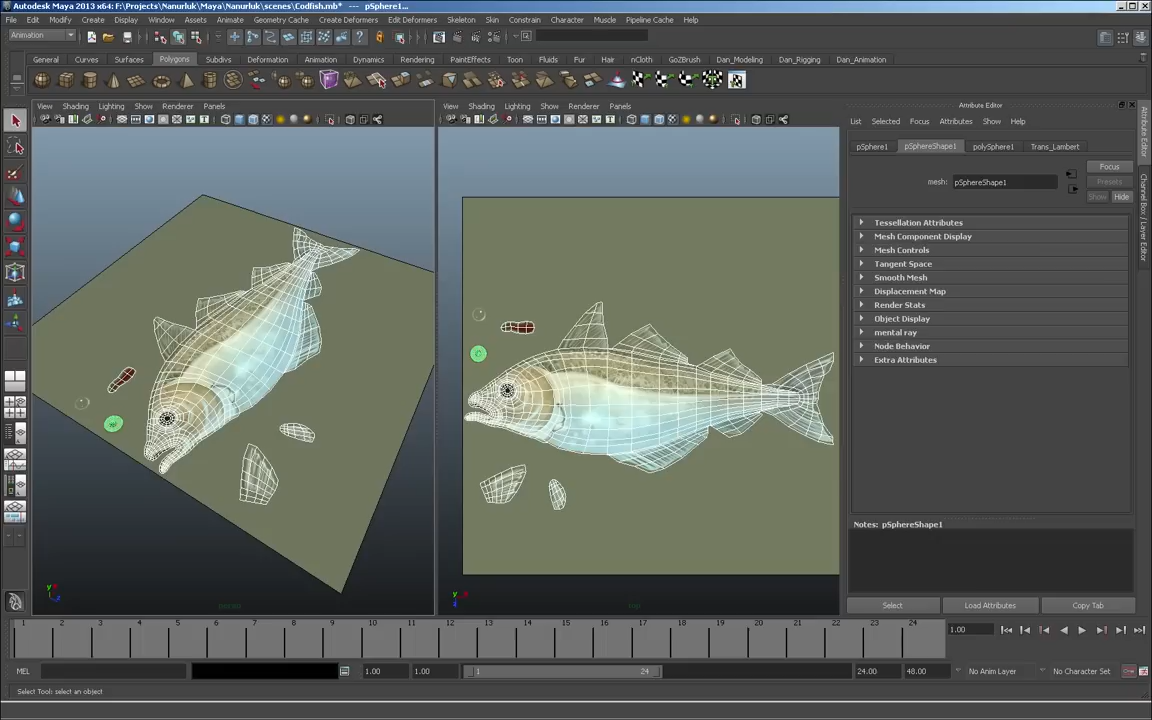 Autodesk Maya 2013 x64: F:\Projects\Nanurluk\Maya\Nanurluk\scenes\Codfish.mb* --- pSphere1...
File Edit Modify Create Display Window Assets Animate Geometry Cache Create Deformers Edit Deformers Skeleton Skin Constrain Character Muscle Pipeline Cache Help
Animation
General Curves Surfaces Polygons Subdivs Deformation Animation Dynamics Rendering PaintEffects Toon Fluids Fur Hair nCloth GoZBrush Dan_Modeling Dan_Rigging Dan_Animation
View Shading Lighting Show Renderer Panels
View Shading Lighting Show Renderer Panels
Attribute Editor
List Selected Focus Attributes Show Help
pSphere1 pSphereShape1 polySphere1 Trans_Lambert
Focus
mesh: pSphereShape1
Presets
Show Hide
Tessellation Attributes
Mesh Component Display
Mesh Controls
Tangent Space
Smooth Mesh
Displacement Map
Render Stats
Object Display
mental ray
Node Behavior
Extra Attributes
Attribute Editor
Channel Box / Layer Editor
Notes: pSphereShape1
persp
top
Select Load Attributes Copy Tab
1 2 3 4 5 6 7 8 9 10 11 12 13 14 15 16 17 18 19 20 21 22 23 24
1.00
MEL
1.00 1.00 1 24 24.00 48.00 No Anim Layer No Character Set
Select Tool: select an object